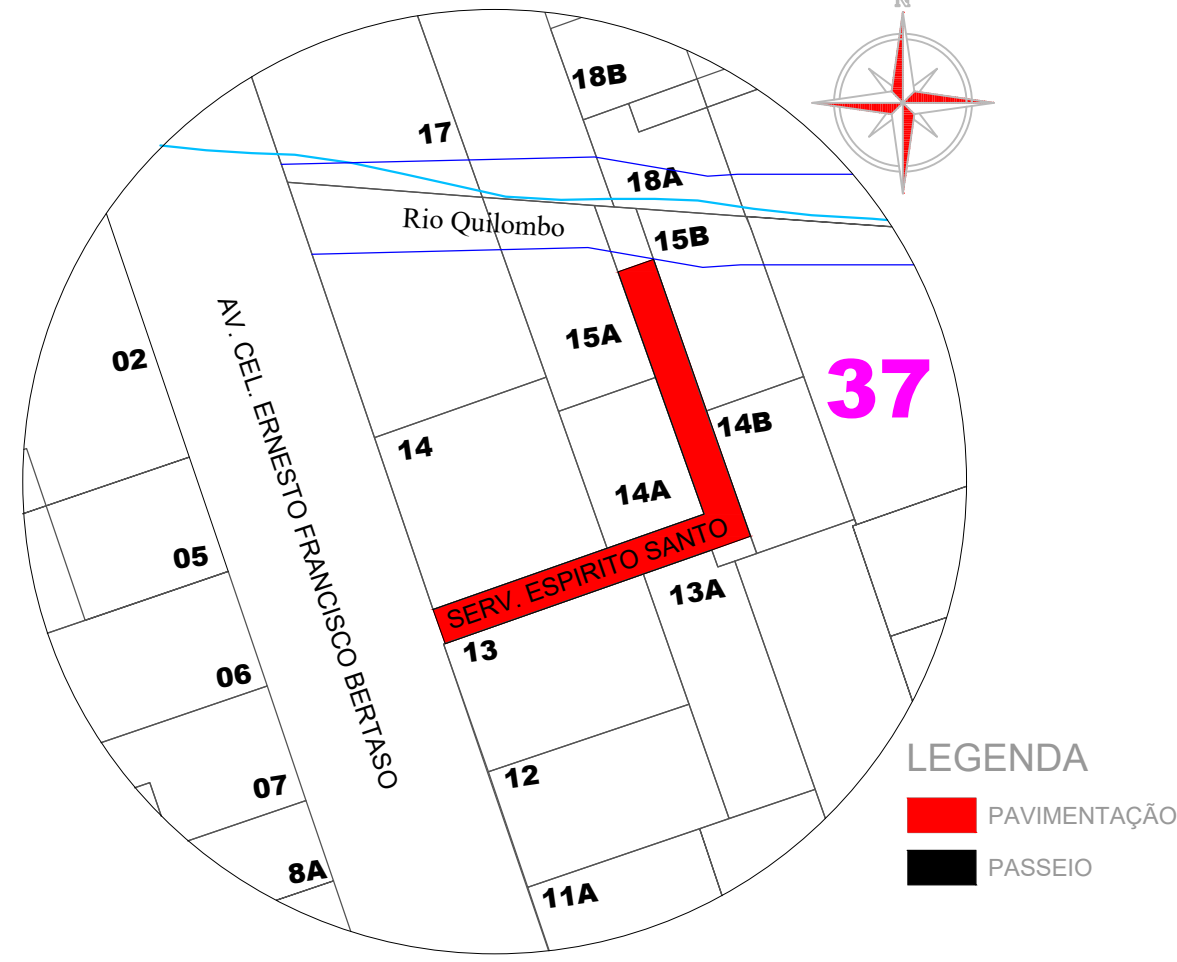 N
18B
17
18A
Rio Quilombo
15B
02
AV. CEL. ERNESTO FRANCISCO BERTASO
15A
37
14
14B
14A
SERV. ESPIRITO SANTO
05
13A
13
06
12
07
8A
11A
LEGENDA
PAVIMENTAÇÃO
PASSEIO